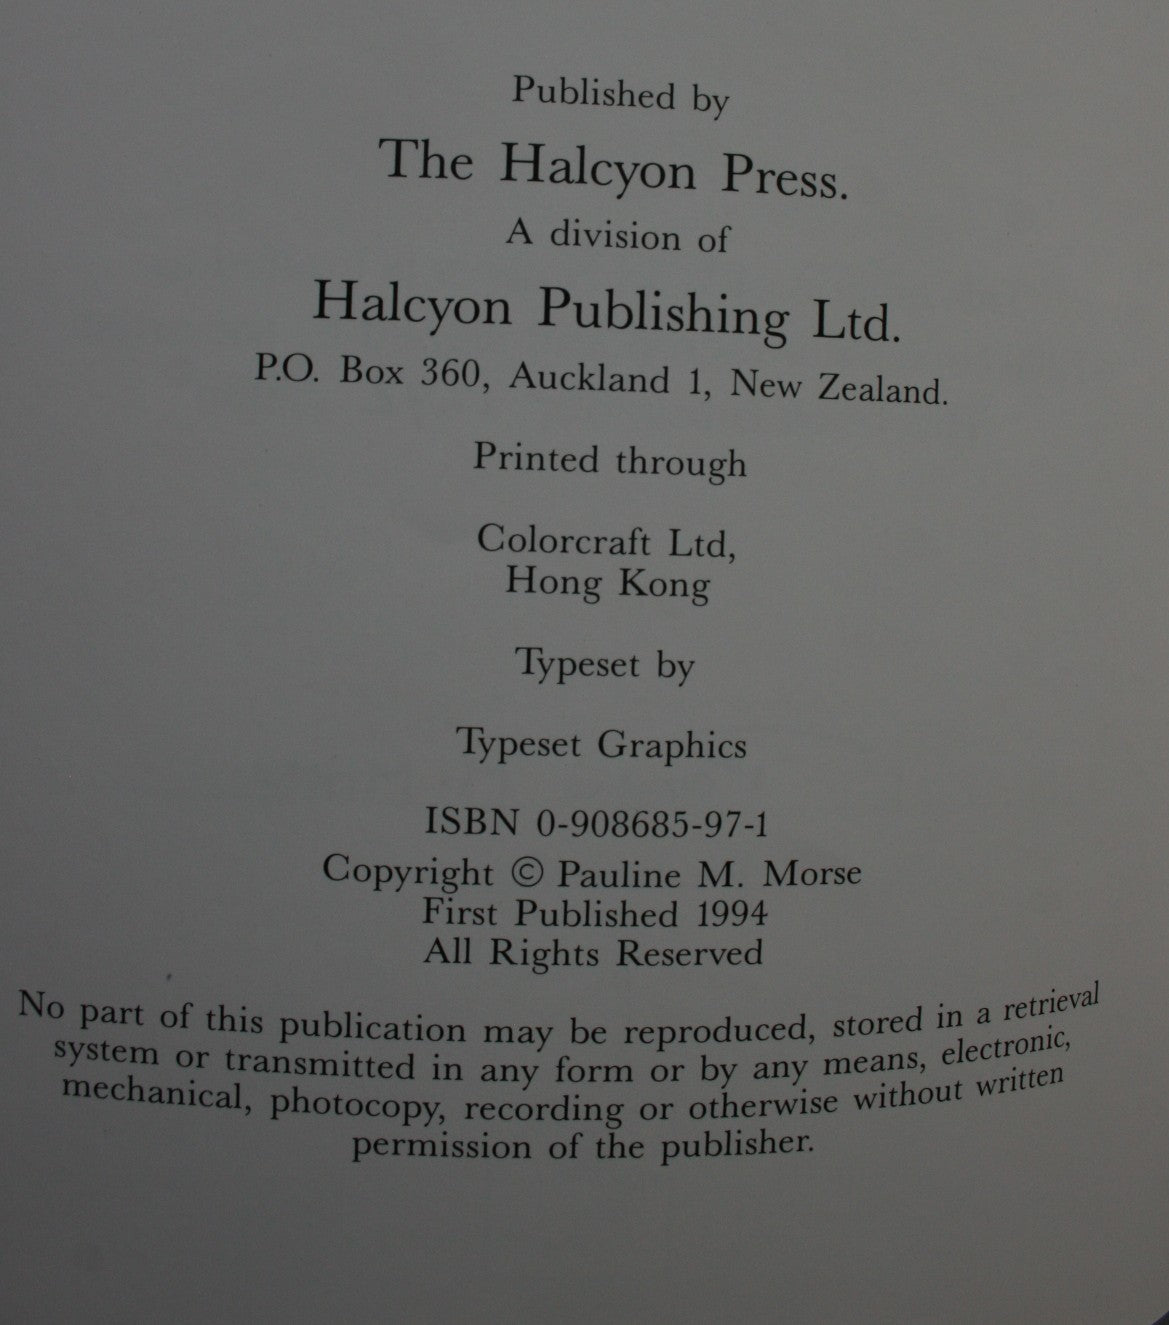 Published by
The Halcyon Press.
A division of
Halcyon Publishing Ltd.
P.O. Box 360, Auckland 1, New Zealand.
Printed through
Colorcraft Ltd,
Hong Kong
Typeset by
Typeset Graphics
ISBN 0-908685-97-1
Copyright © Pauline M. Morse
First Published 1994
All Rights Reserved
No part of this publication may be reproduced, stored in a retrieval
system or transmitted in any form or by any means, electronic,
mechanical, photocopy, recording or otherwise without written
permission of the publisher.